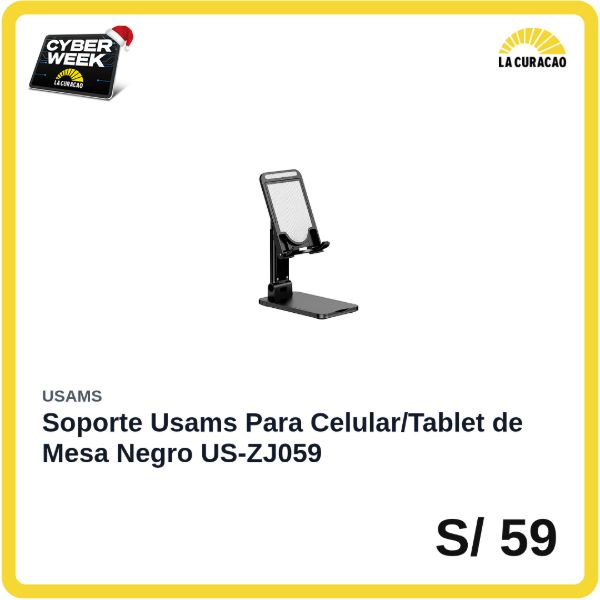 CYBER
WEEK
LA CURACAO
LA CURACAO
USAMS
Soporte Usams Para Celular/Tablet de
Mesa Negro US-ZJ059
S/ 59